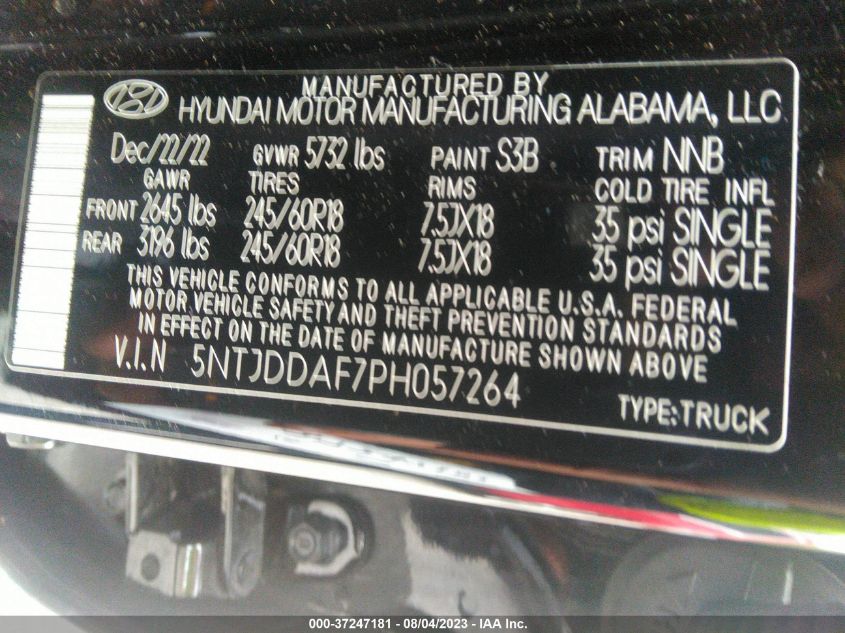 MANUFACTURED BY
HYUNDAI MOTOR MANUFACTURING ALABAMA, LLC
Dec/22/22 GVWR 5732 lbs PAINT S3B TRIM NNB
GAWR TIRES RIMS COLD TIRE INFL
FRONT 2645 lbs 245/60R18 7.5JX18 35 psi SINGLE
REAR 3196 lbs 245/60R18 7.5JX18 35 psi SINGLE
THIS VEHICLE CONFORMS TO ALL APPLICABLE U.S.A. FEDERAL
MOTOR VEHICLE SAFETY AND THEFT PREVENTION STANDARDS
IN EFFECT ON THE DATE OF MANUFACTURE SHOWN ABOVE
V.I.N 5NTJDDAF7PH057264
TYPE:TRUCK
000-37247181 - 08/04/2023 - IAA Inc.